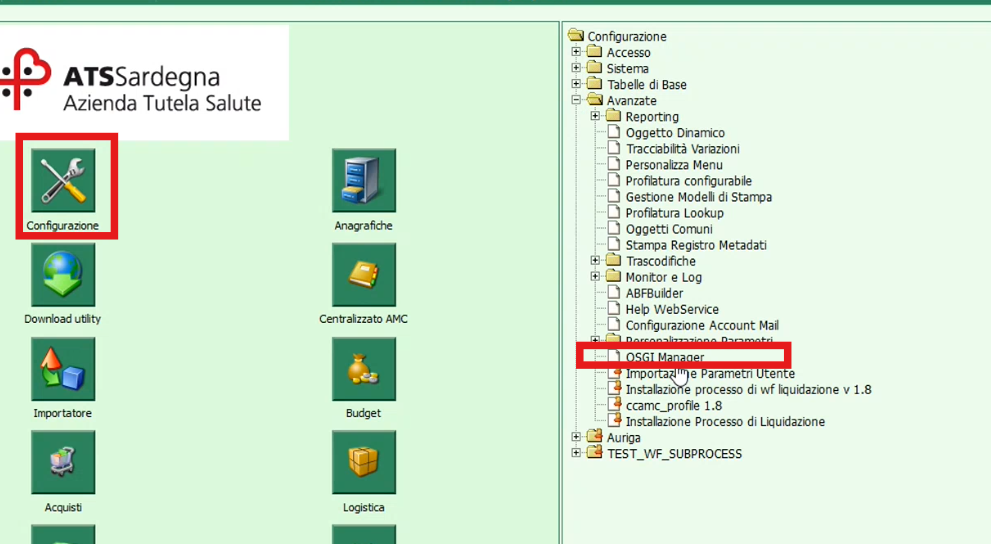 ATSSardegna
Azienda Tutela Salute
Configurazione
Anagrafiche
Download utility
Centralizzato AMC
Importatore
Budget
Acquisti
Logistica
Configurazione
Accesso
Sistema
Tabelle di Base
Avanzate
Reporting
Oggetto Dinamico
Tracciabilità Variazioni
Personalizza Menu
Profilatura configurabile
Gestione Modelli di Stampa
Profilatura Lookup
Oggetti Comuni
Stampa Registro Metadati
Trascodifiche
Monitor e Log
ABFBuilder
Help WebService
Configurazione Account Mail
Personalizzazione Parametri
OSGI Manager
Importazione Parametri Utente
Installazione processo di wf liquidazione v 1.8
ccamc_profile 1.8
Installazione Processo di Liquidazione
Auriga
TEST_WF_SUBPROCESS